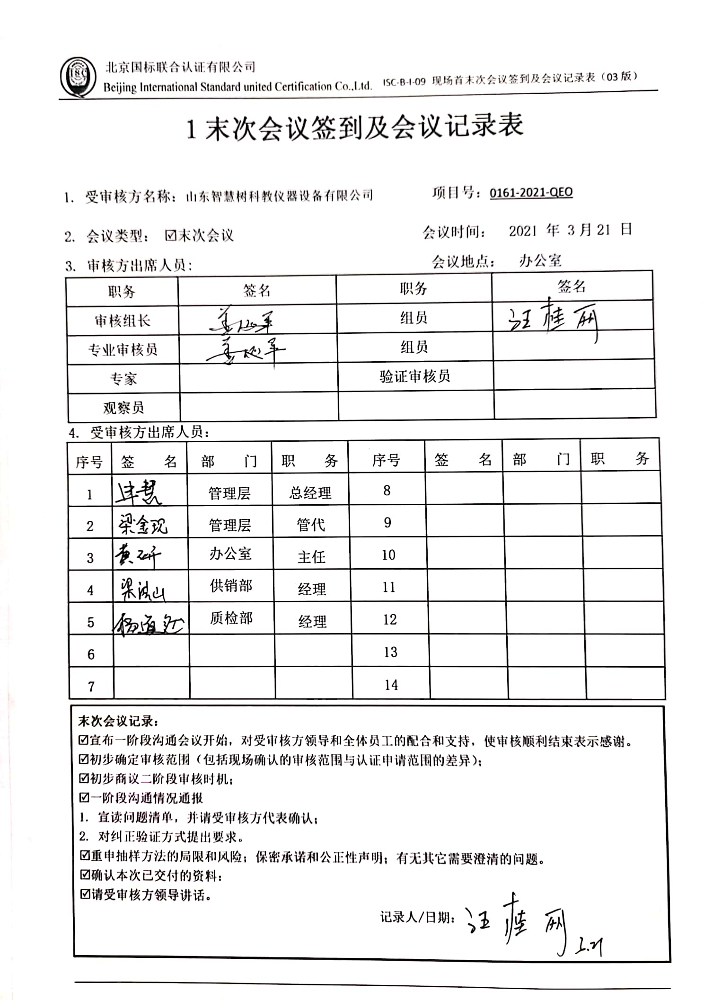 北京国标联合认证有限公司
Beijing International Standard united Certification Co.,Ltd. ISC-B-I-09 现场首末次会议签到及会议记录表（03 版）
ISC
1 末次会议签到及会议记录表
1. 受审核方名称：山东智慧树科教仪器设备有限公司 项目号：0161-2021-QEO
2. 会议类型： ☑末次会议 会议时间： 2021 年 3 月 21 日
3. 审核方出席人员： 会议地点： 办公室
职务 签名 职务 签名
审核组长 组员 汪桂丽
专业审核员 组员
专家 验证审核员
观察员
4. 受审核方出席人员：
序号 签 名 部 门 职 务 序号 签 名 部 门 职 务
1 管理层 总经理 8
2 梁金现 管理层 管代 9
3 黄研 办公室 主任 10
4 梁洪山 供销部 经理 11
5 质检部 经理 12
6 13
7 14
末次会议记录：
☑宣布一阶段沟通会议开始，对受审核方领导和全体员工的配合和支持，使审核顺利结束表示感谢。
☑初步确定审核范围（包括现场确认的审核范围与认证申请范围的差异）；
☑初步商议二阶段审核时机；
☑一阶段沟通情况通报
1. 宣读问题清单，并请受审核方代表确认；
2. 对纠正验证方式提出要求。
☑重申抽样方法的局限和风险；保密承诺和公正性声明；有无其它需要澄清的问题。
☑确认本次已交付的资料：
☑请受审核方领导讲话。
记录人/日期： 汪桂丽 3.21